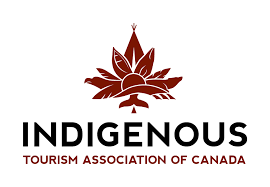 INDIGENOUS
TOURISM ASSOCIATION OF CANADA